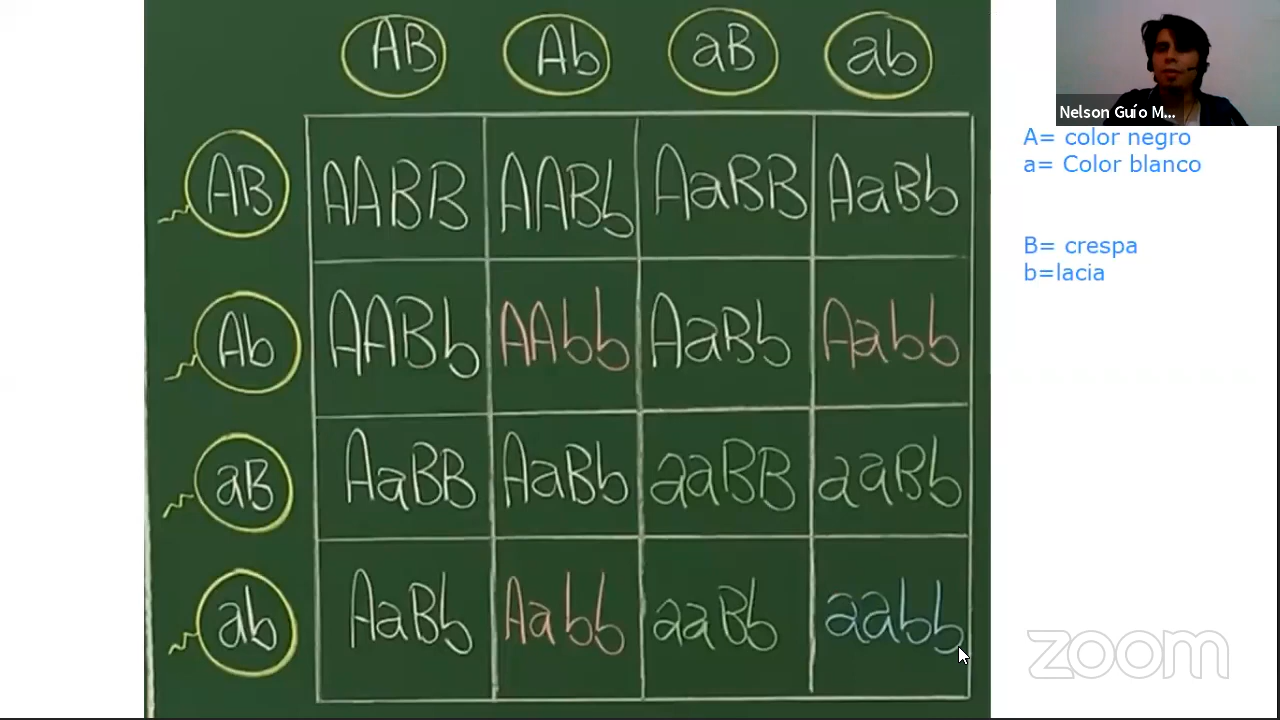 AB Ab aB ab
Nelson Guío M...
A= color negro
a= Color blanco
AB AABB AABb AaBB AaBb
B= crespa
b=lacia
Ab AABb AAbb AaBb Aabb
aB AaBB AaBb aaBB aaBb
ab AaBb Aabb aaBb aabb
zoom